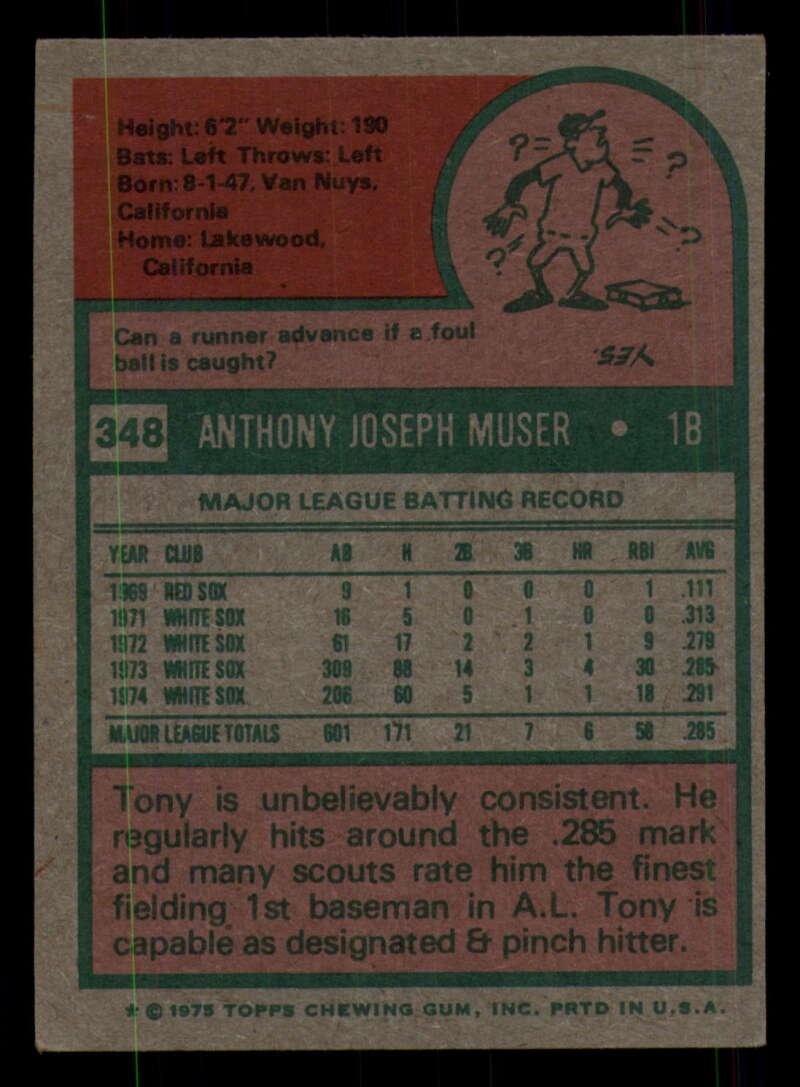 Height: 6'2" Weight: 190
Bats: Left Throws: Left
Born: 8-1-47, Van Nuys,
California
Home: Lakewood,
California
? = = ?
? = = ?
Can a runner advance if a foul
ball is caught?
YES.
348 ANTHONY JOSEPH MUSER • 1B
MAJOR LEAGUE BATTING RECORD
YEAR CLUB AB H 2B 3B HR RBI AVG
1969 RED SOX 9 1 0 0 0 1 .111
1971 WHITE SOX 16 5 0 1 0 0 .313
1972 WHITE SOX 61 17 2 2 1 9 .279
1973 WHITE SOX 309 88 14 3 4 30 .285
1974 WHITE SOX 206 60 5 1 1 18 .291
MAJOR LEAGUE TOTALS 601 171 21 7 6 58 .285
Tony is unbelievably consistent. He
regularly hits around the .285 mark
and many scouts rate him the finest
fielding 1st baseman in A.L. Tony is
capable as designated & pinch hitter.
* © 1975 TOPPS CHEWING GUM, INC. PRTD IN U.S.A.